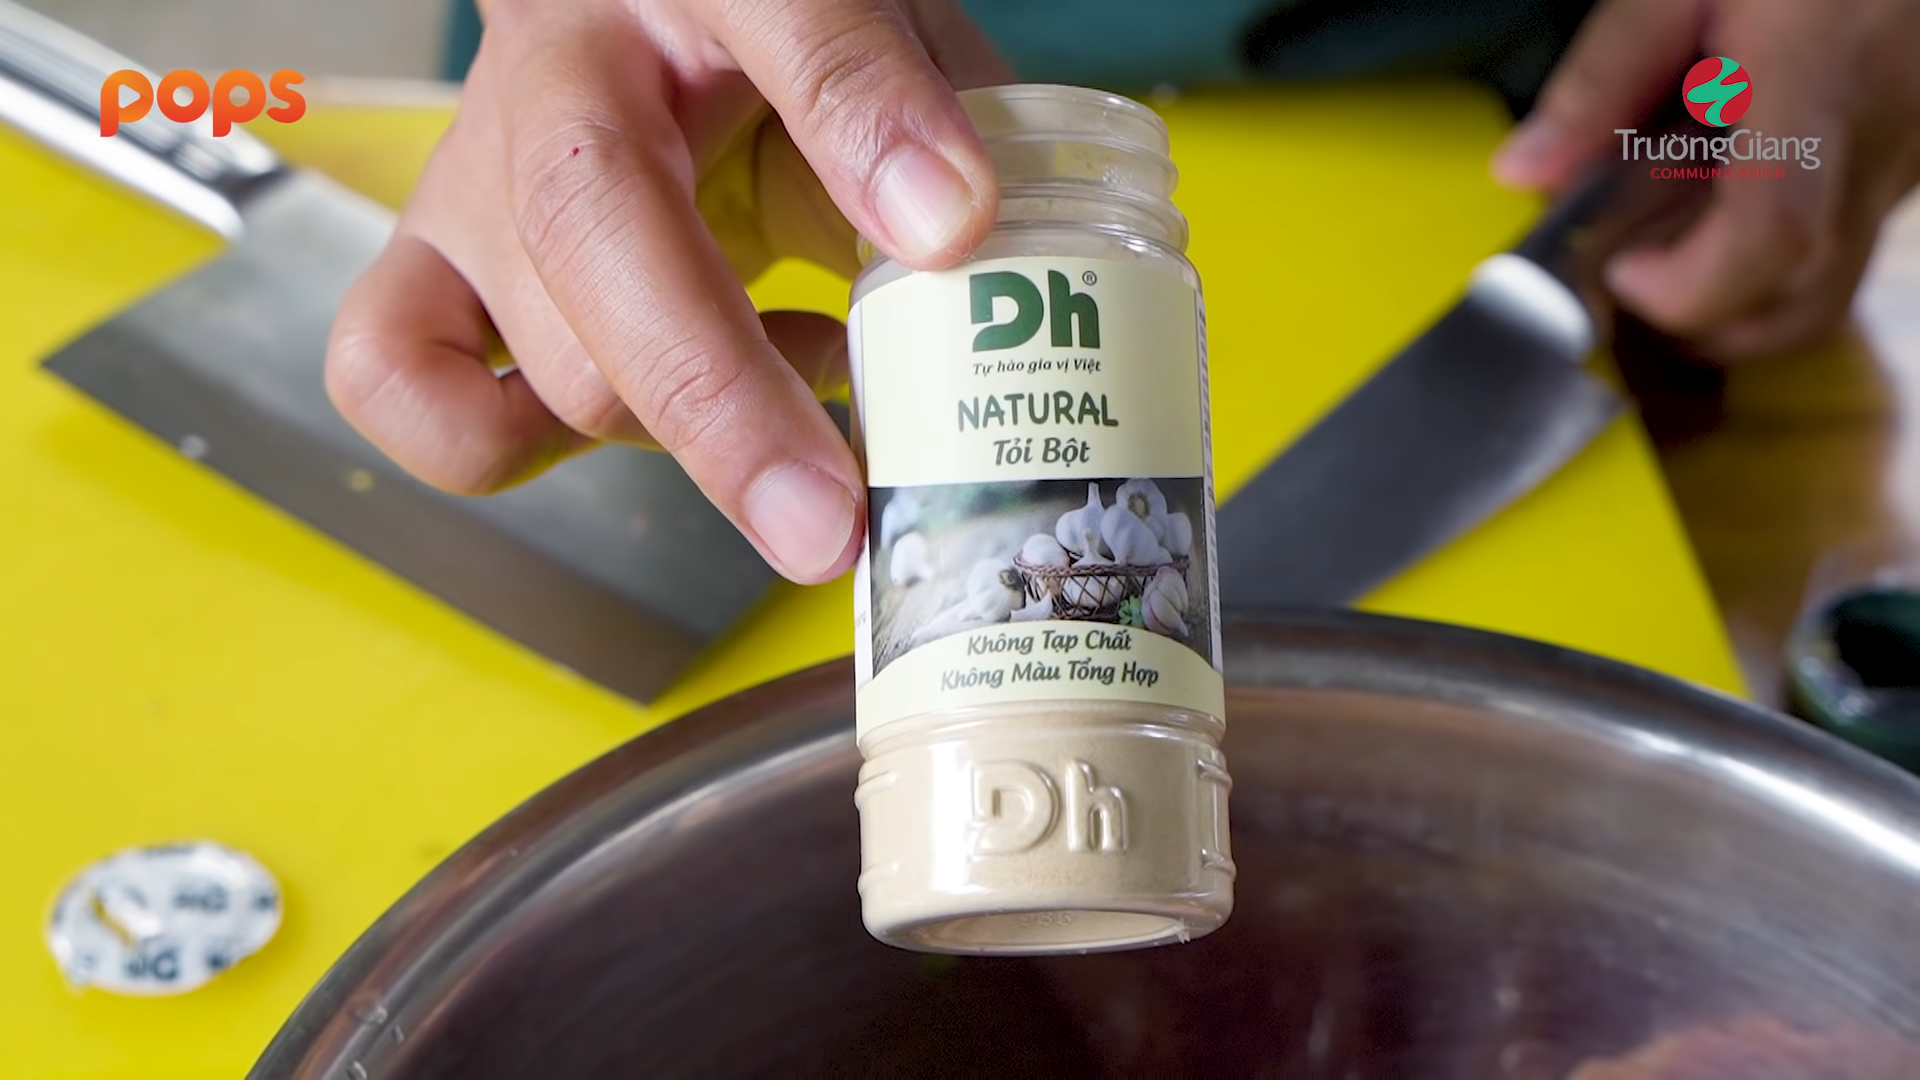 pops
TrườngGiang
COMMUNICATION
Dh®
Tự hào gia vị Việt
NATURAL
Tỏi Bột
Không Tạp Chất
Không Màu Tổng Hợp
Dh